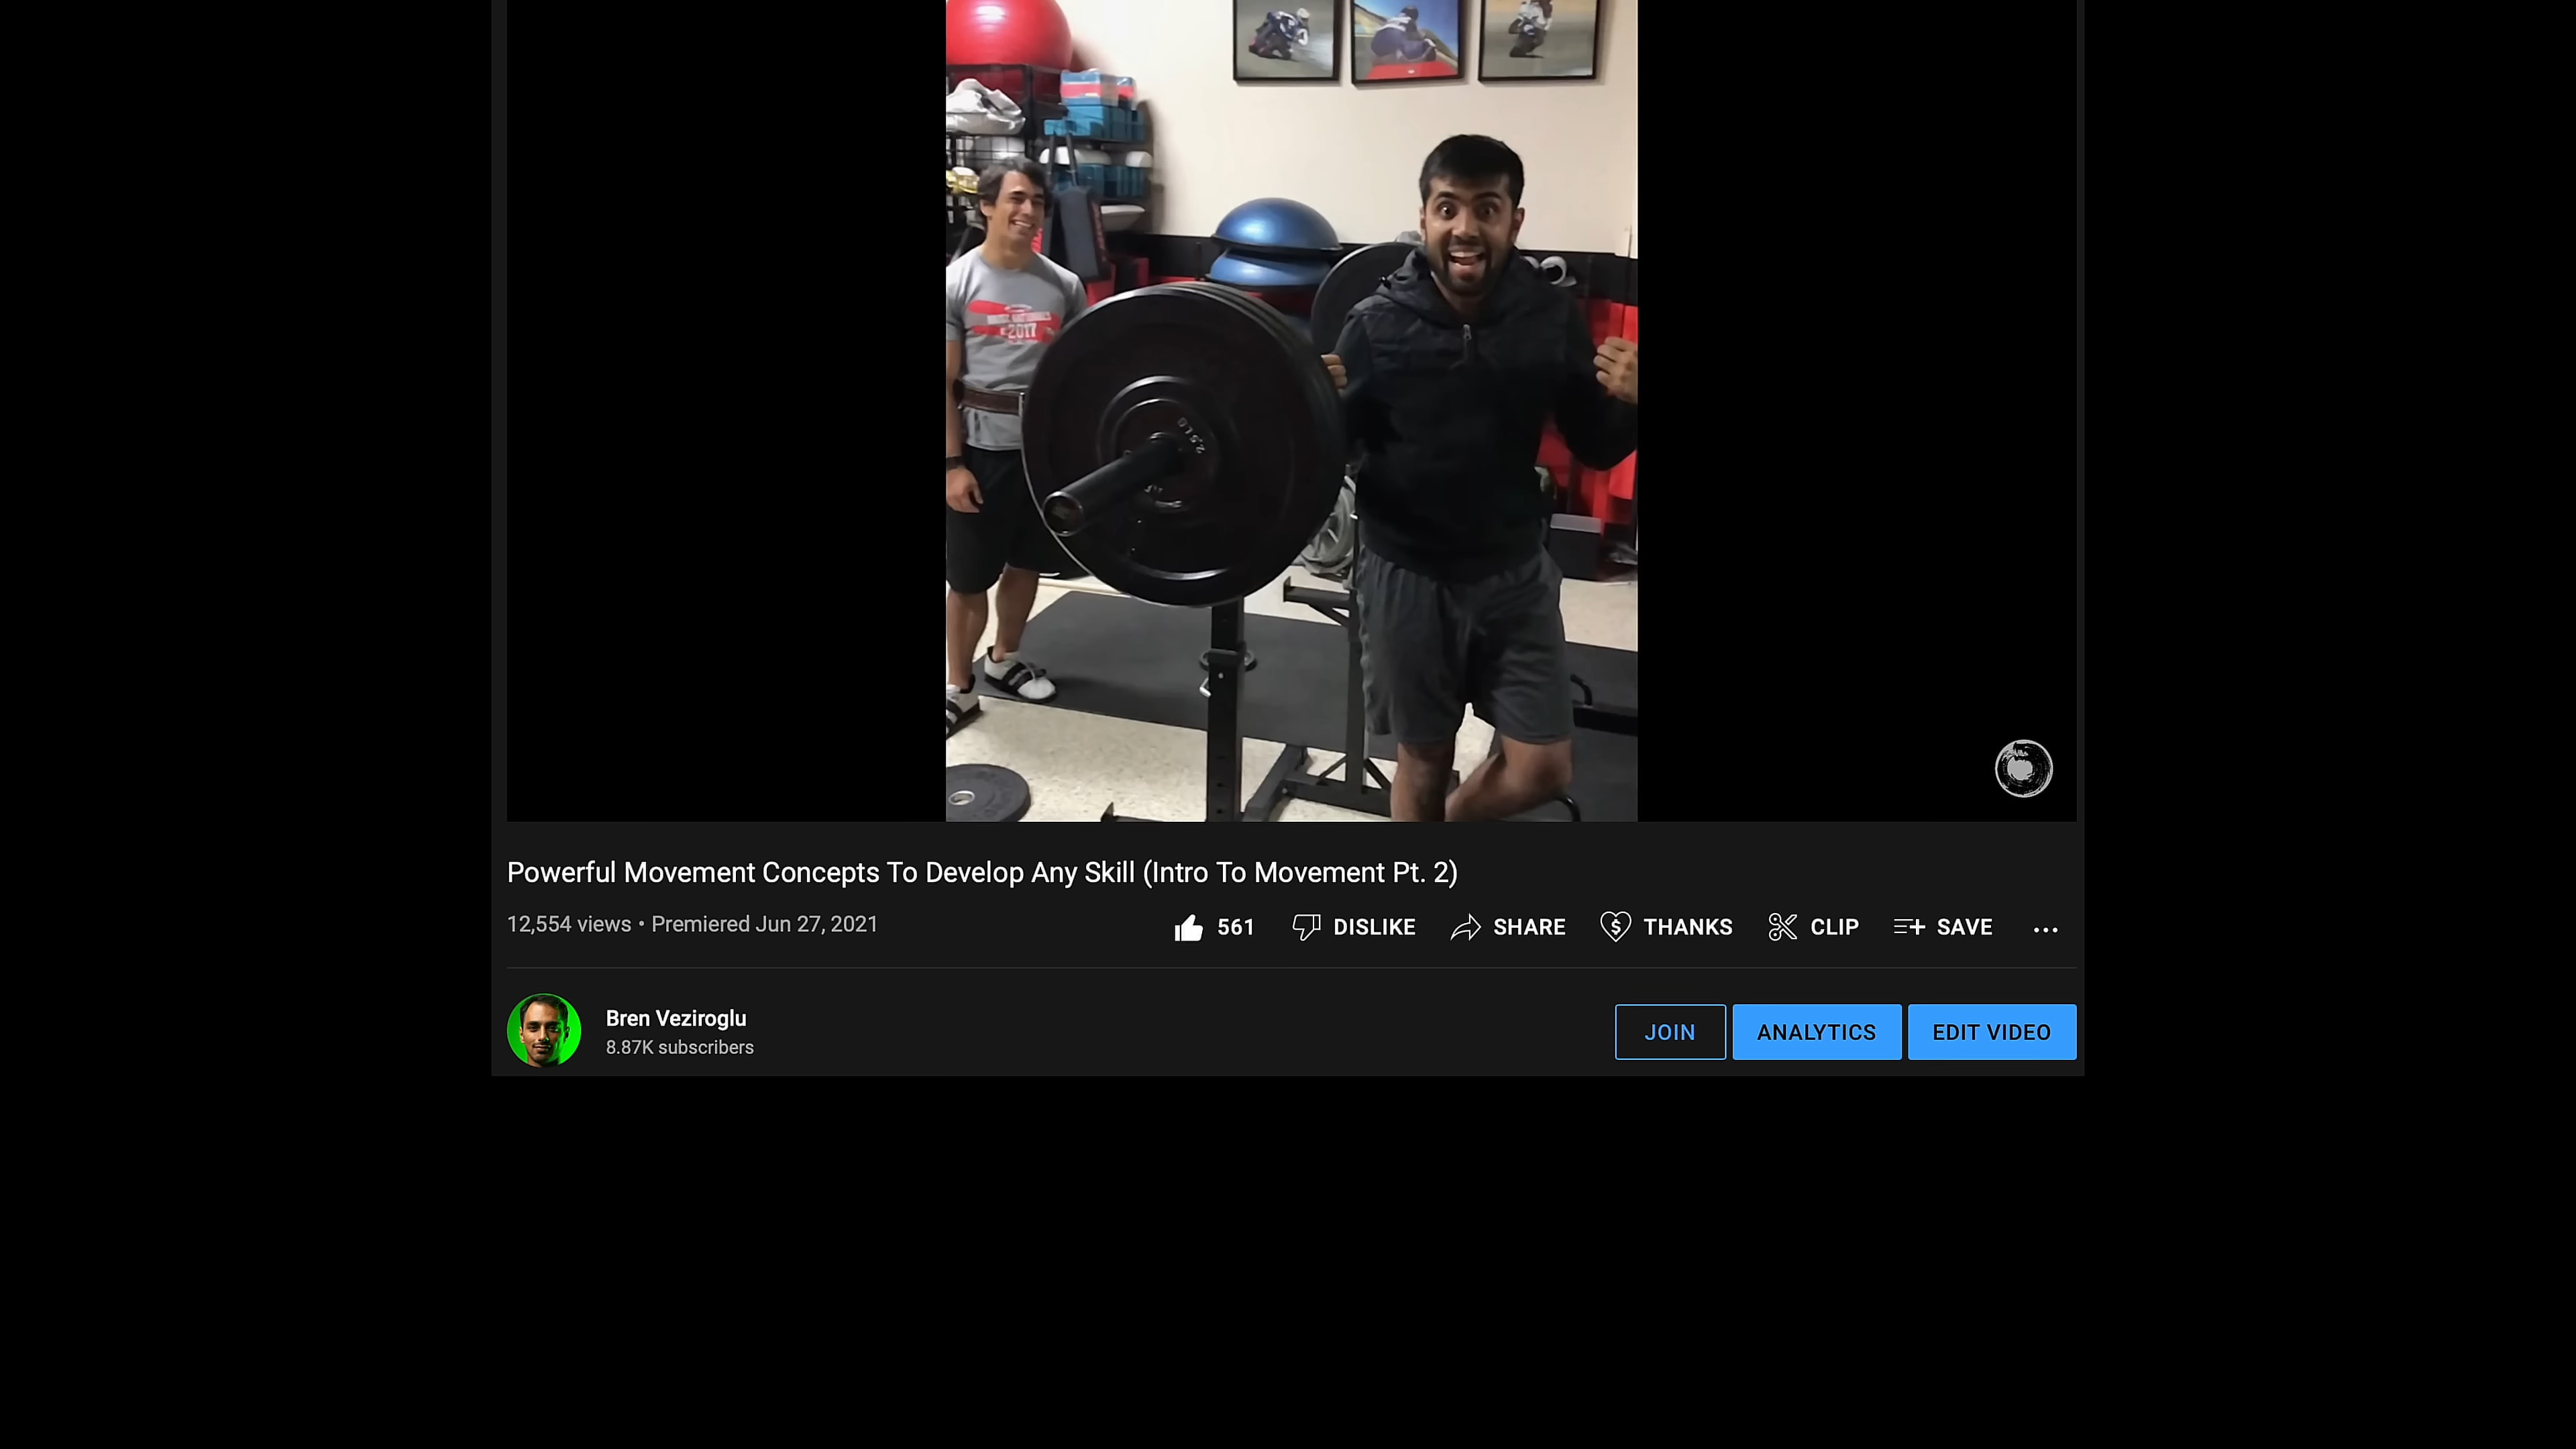 2017
Powerful Movement Concepts To Develop Any Skill (Intro To Movement Pt. 2)
12,554 views • Premiered Jun 27, 2021
561 DISLIKE SHARE THANKS CLIP SAVE ...
Bren Veziroglu
8.87K subscribers
JOIN ANALYTICS EDIT VIDEO